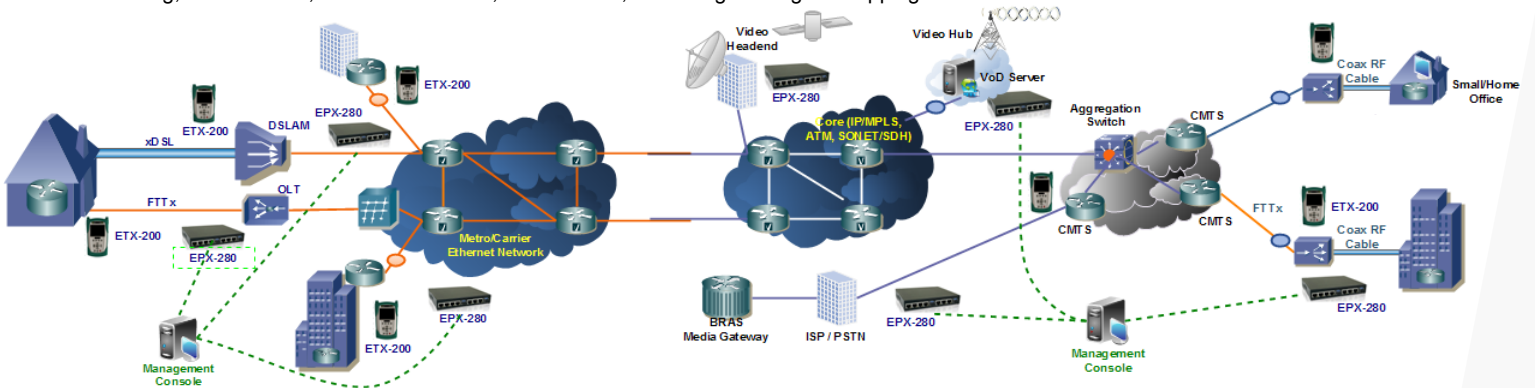 Video
Headend
Video Hub
VoD Server
ETX-200
EPX-280
EPX-280
EPX-280
Coax RF
Cable
Small/Home
Office
Aggregation
Switch
CMTS
ETX-200
DSLAM
xDSL
Core (IP/MPLS,
ATM, SONET/SDH)
OLT
FTTx
ETX-200
EPX-280
Metro/Carrier
Ethernet Network
CMTS
CMTS
FTTx
ETX-200
Coax RF
Cable
EPX-280
ETX-200
BRAS
Media Gateway
ISP / PSTN
EPX-280
EPX-280
Management
Console
Management
Console